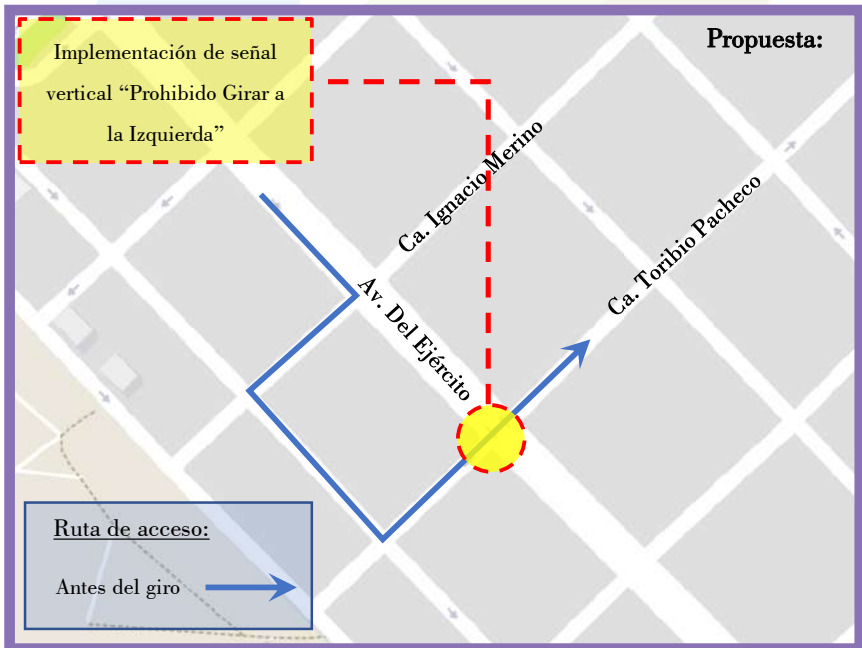 Propuesta:
Implementación de señal
vertical “Prohibido Girar a
la Izquierda”
Ca. Ignacio Merino
Ca. Toribio Pacheco
Av. Del Ejército
Ruta de acceso:
Antes del giro